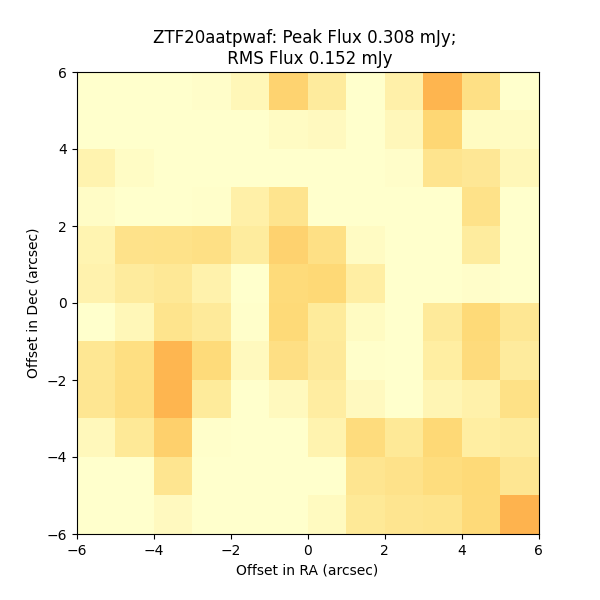 ZTF20aatpwaf: Peak Flux 0.308 mJy;
RMS Flux 0.152 mJy
6
4
2
0
−2
−4
−6
Offset in Dec (arcsec)
−6 −4 −2 0 2 4 6
Offset in RA (arcsec)